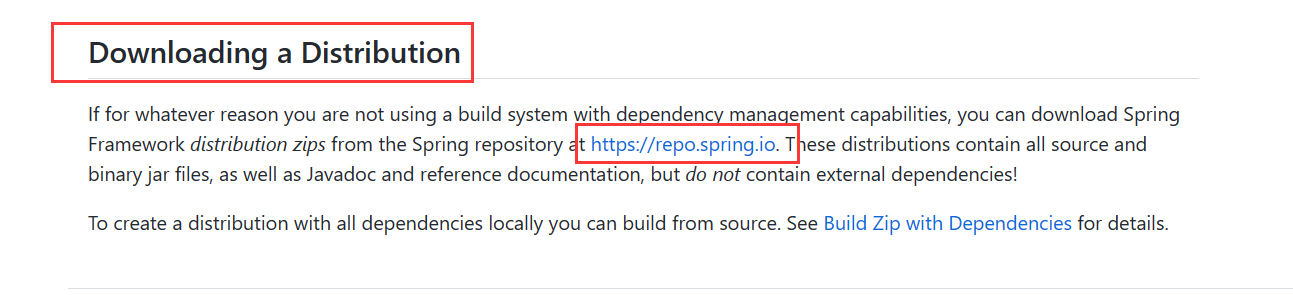 Downloading a Distribution
If for whatever reason you are not using a build system with dependency management capabilities, you can download Spring
Framework distribution zips from the Spring repository at https://repo.spring.io. These distributions contain all source and
binary jar files, as well as Javadoc and reference documentation, but do not contain external dependencies!
To create a distribution with all dependencies locally you can build from source. See Build Zip with Dependencies for details.